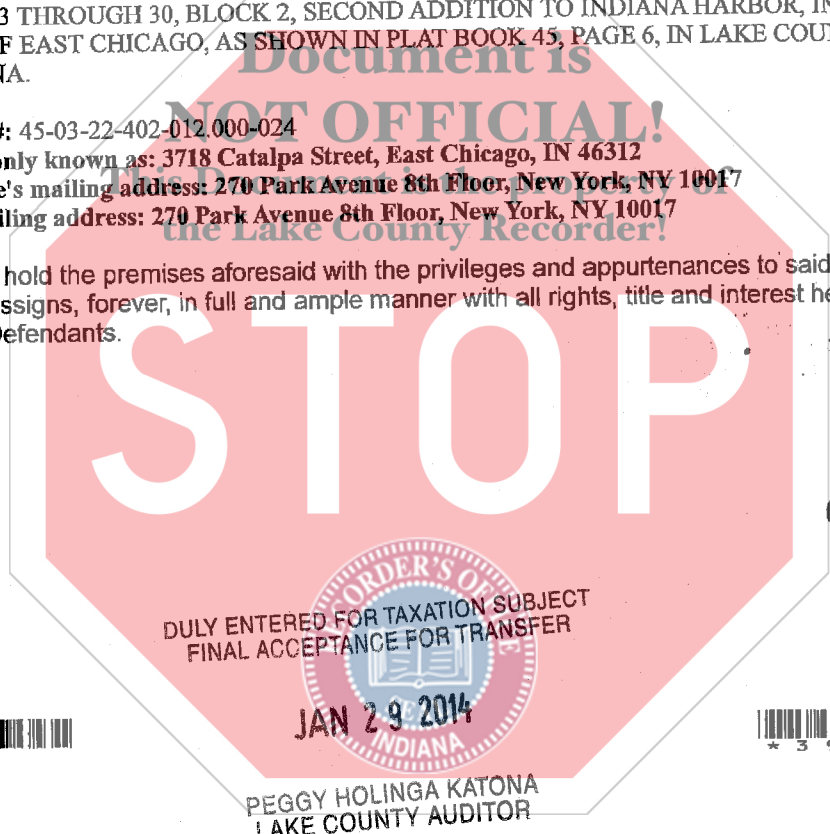 3 THROUGH 30, BLOCK 2, SECOND ADDITION TO INDIANA HARBOR, IN
F EAST CHICAGO, AS SHOWN IN PLAT BOOK 45, PAGE 6, IN LAKE COU
NA.
Document is
NOT OFFICIAL!
#: 45-03-22-402-012.000-024
only known as: 3718 Catalpa Street, East Chicago, IN 46312
This Document is the property of
e's mailing address: 270 Park Avenue 8th Floor, New York, NY 10017
iling address: 270 Park Avenue 8th Floor, New York, NY 10017
the Lake County Recorder!
hold the premises aforesaid with the privileges and appurtenances to said
ssigns, forever, in full and ample manner with all rights, title and interest he
Defendants.
STOP
RECORDER'S OFFICE
DULY ENTERED FOR TAXATION SUBJECT
FINAL ACCEPTANCE FOR TRANSFER
SEAL
JAN 29 2014
INDIANA
* 3
PEGGY HOLINGA KATONA
LAKE COUNTY AUDITOR